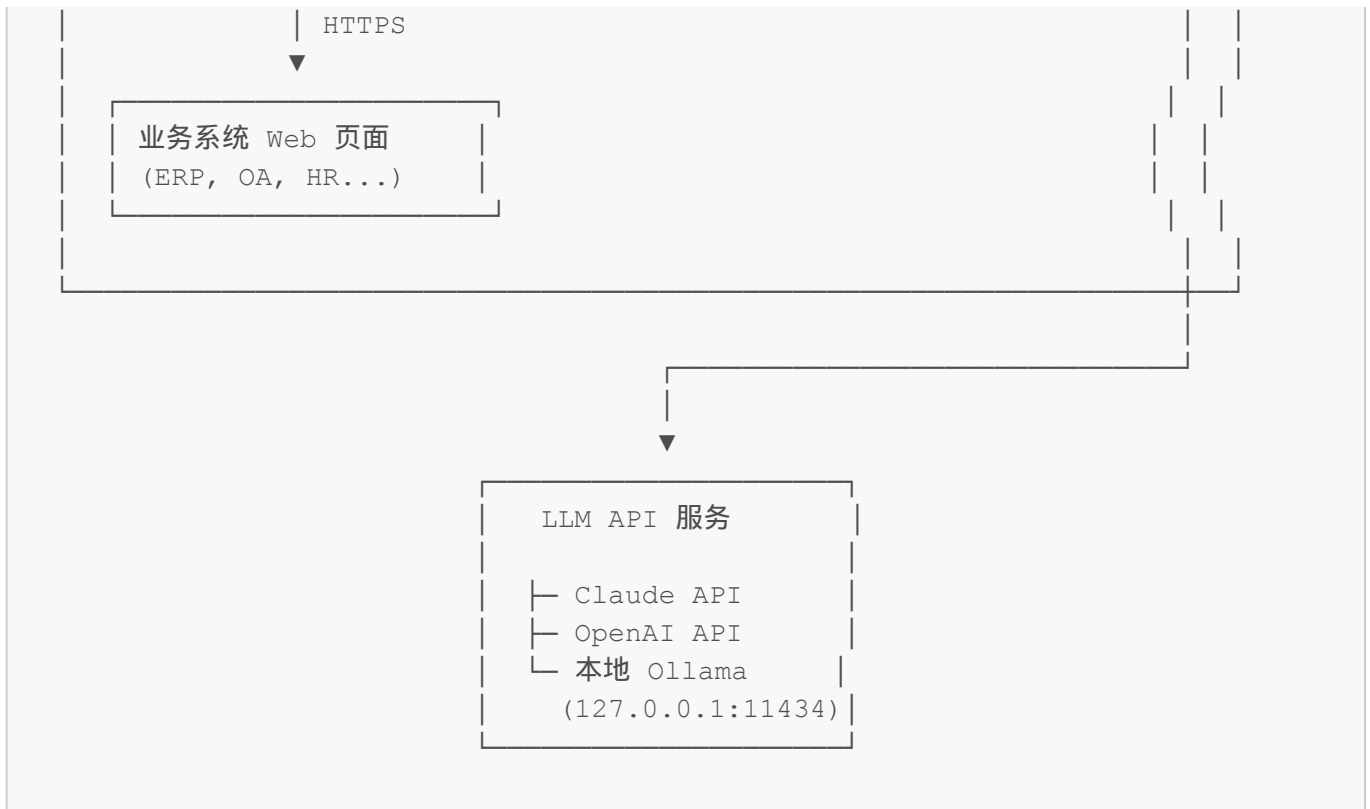 HTTPS
业务系统 Web 页面
(ERP, OA, HR...)
LLM API 服务
├─ Claude API
├─ OpenAI API
└─ 本地 Ollama
(127.0.0.1:11434)